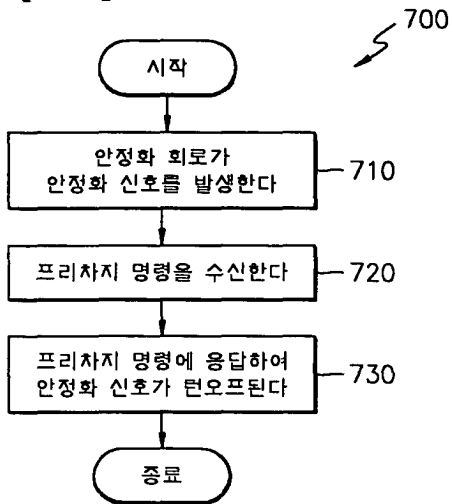 700
시작
안정화 회로가
안정화 신호를 발생한다
710
프리차지 명령을 수신한다
720
프리차지 명령에 응답하여
안정화 신호가 턴오프된다
730
종료